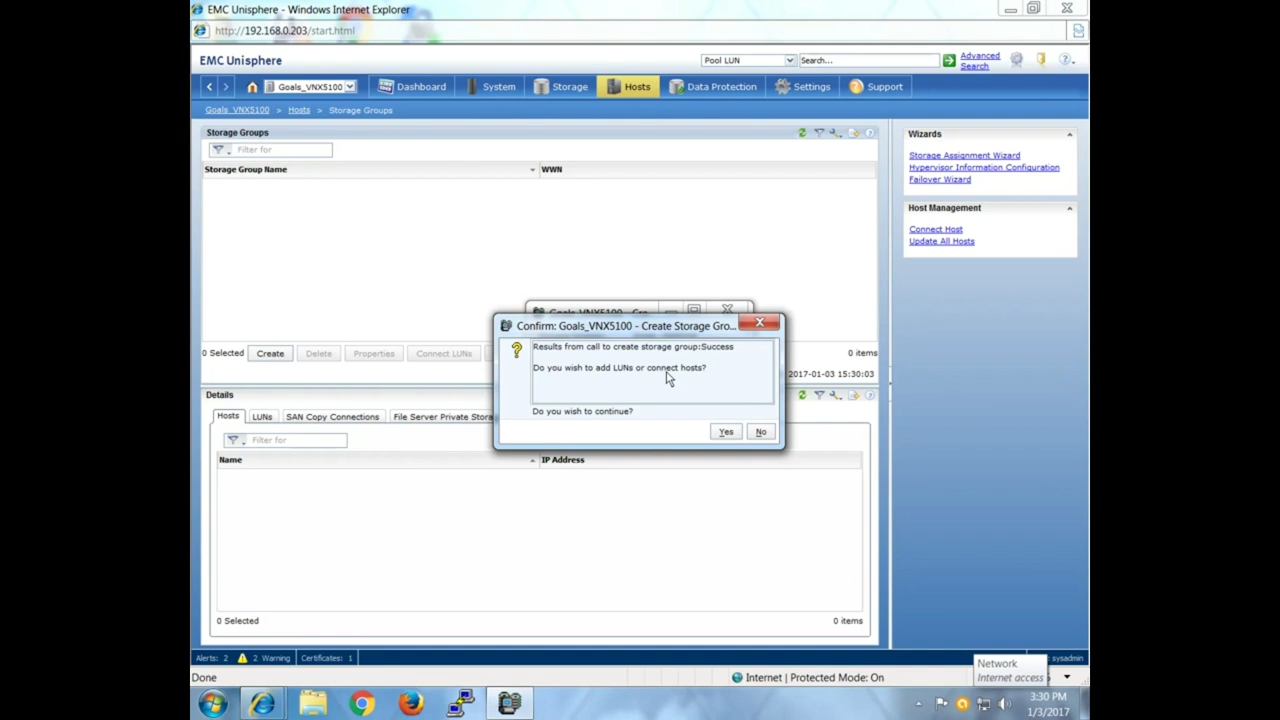 EMC Unisphere - Windows Internet Explorer
http://192.168.0.203/start.html
EMC Unisphere
Pool LUN
Search...
Advanced Search
Goals_VNX5100
Dashboard
System
Storage
Hosts
Data Protection
Settings
Support
Goals_VNX5100 > Hosts > Storage Groups
Storage Groups
Filter for
Storage Group Name
WWN
Wizards
Storage Assignment Wizard
Hypervisor Information Configuration
Failover Wizard
Host Management
Connect Host
Update All Hosts
Confirm: Goals_VNX5100 - Create Storage Gro...
Results from call to create storage group:Success
Do you wish to add LUNs or connect hosts?
Do you wish to continue?
Yes
No
0 Selected
Create
Delete
Properties
Connect LUNs
0 items
2017-01-03 15:30:03
Details
Hosts
LUNs
SAN Copy Connections
File Server Private Stora
Filter for
Name
IP Address
0 Selected
0 items
Alerts: 2
2 Warning
Certificates: 1
sysadmin
Done
Internet | Protected Mode: On
Network
Internet access
3:30 PM
1/3/2017